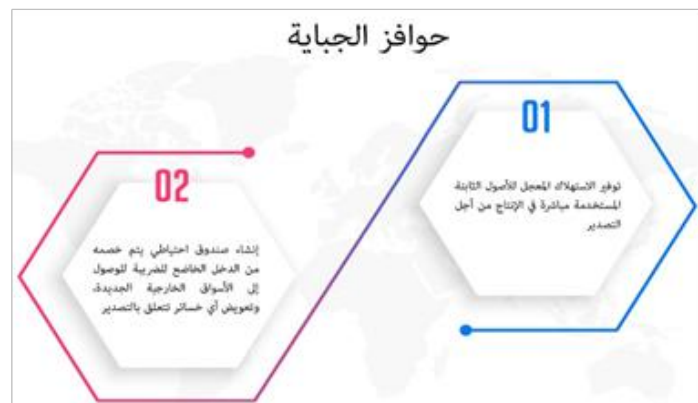 حوافز الجباية
01
توفير الاستهلاك المعجل للأصول الثابتة
المستخدمة مباشرة في الإنتاج من أجل
التصدير
02
إنشاء صندوق احتياطي يتم خصمه
من الدخل الخاضع للضريبة للوصول
إلى الأسواق الخارجية الجديدة،
وتعويض أي خسائر تتعلق بالتصدير